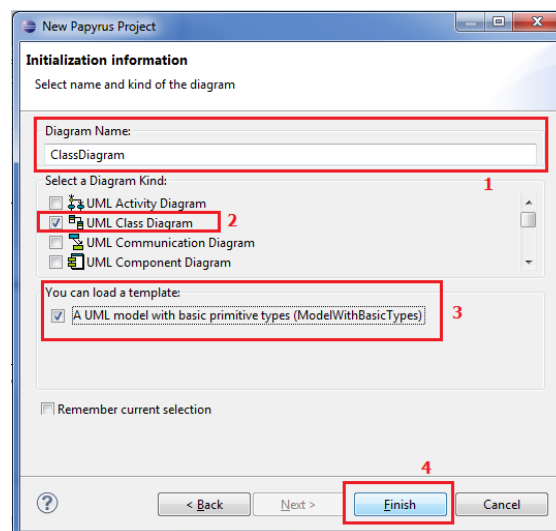 New Papyrus Project
Initialization information
Select name and kind of the diagram
Diagram Name:
ClassDiagram
1
Select a Diagram Kind:
UML Activity Diagram
UML Class Diagram 2
UML Communication Diagram
UML Component Diagram
You can load a template:
A UML model with basic primitive types (ModelWithBasicTypes) 3
Remember current selection
4
? < Back Next > Finish Cancel